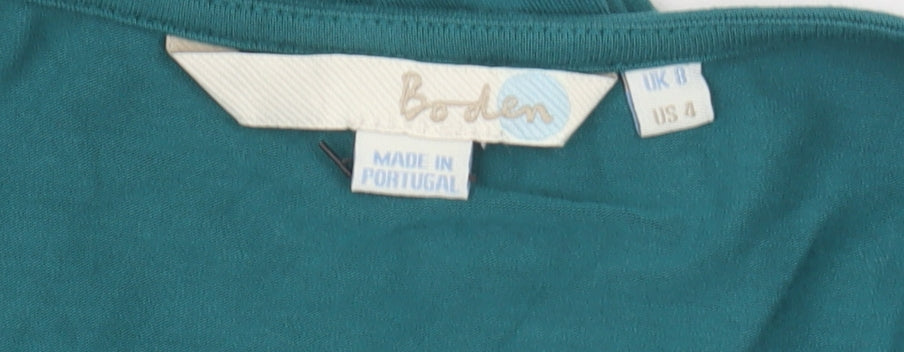 Boden
UK 8
US 4
MADE IN
PORTUGAL